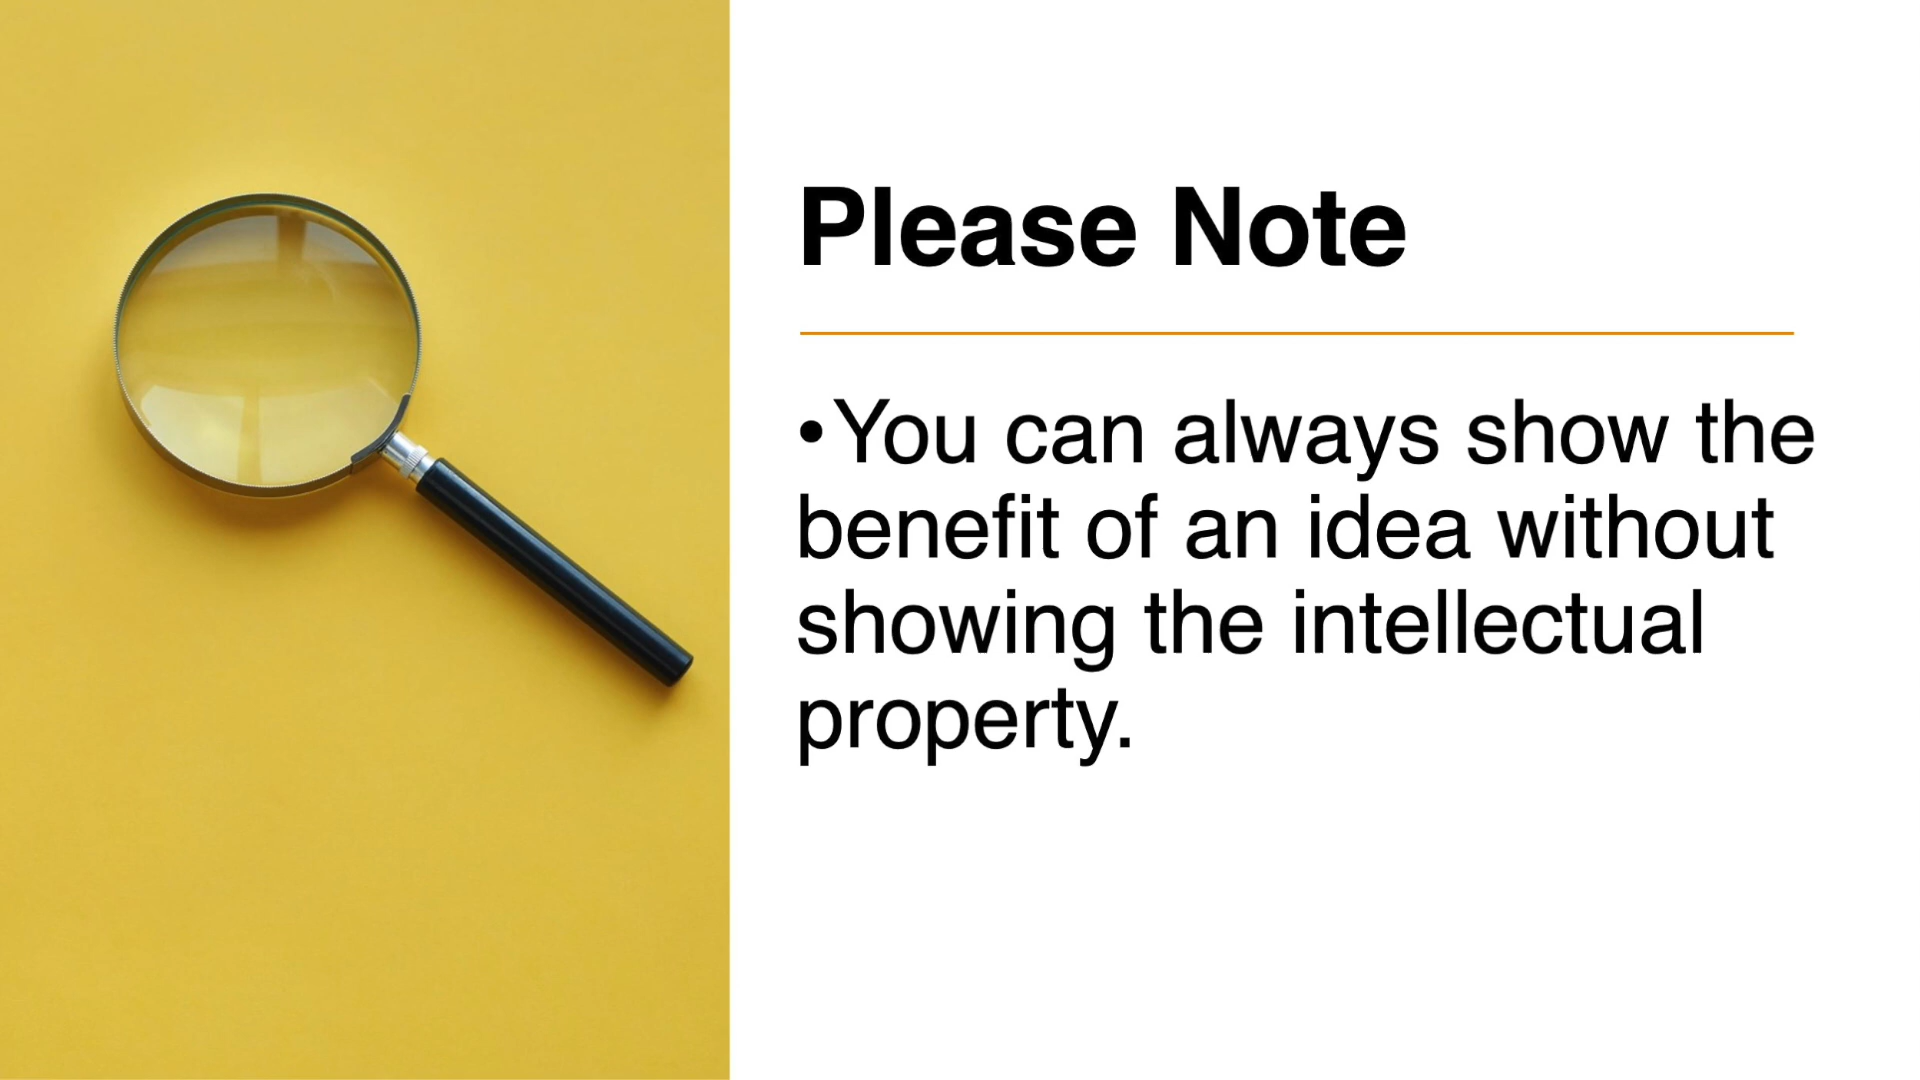 Please Note
•You can always show the
benefit of an idea without
showing the intellectual
property.